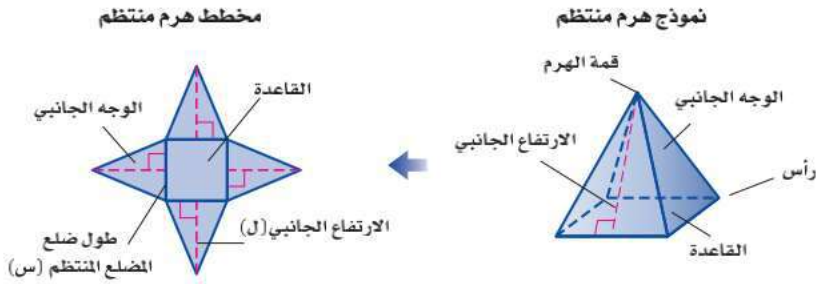 نموذج هرم منتظم
قمة الهرم
الوجه الجانبي
الارتفاع الجانبي
رأس
القاعدة
مخطط هرم منتظم
القاعدة
الوجه الجانبي
الارتفاع الجانبي (ل)
طول ضلع
المضلع المنتظم (س)